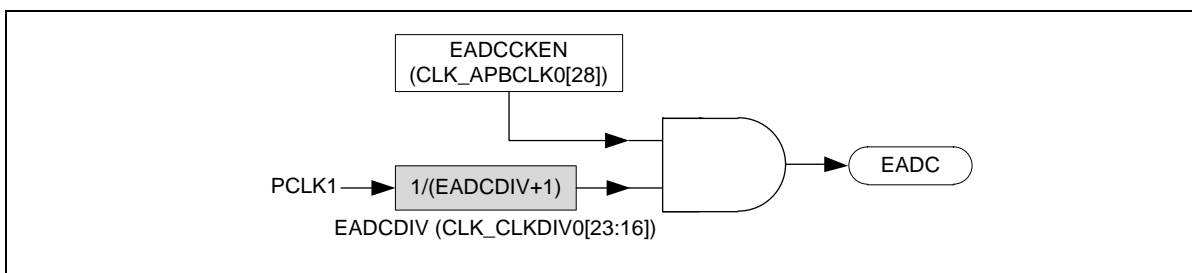 EADCCKEN
(CLK_APBCLK0[28])
EADC
PCLK1
1/(EADCDIV+1)
EADCDIV (CLK_CLKDIV0[23:16])